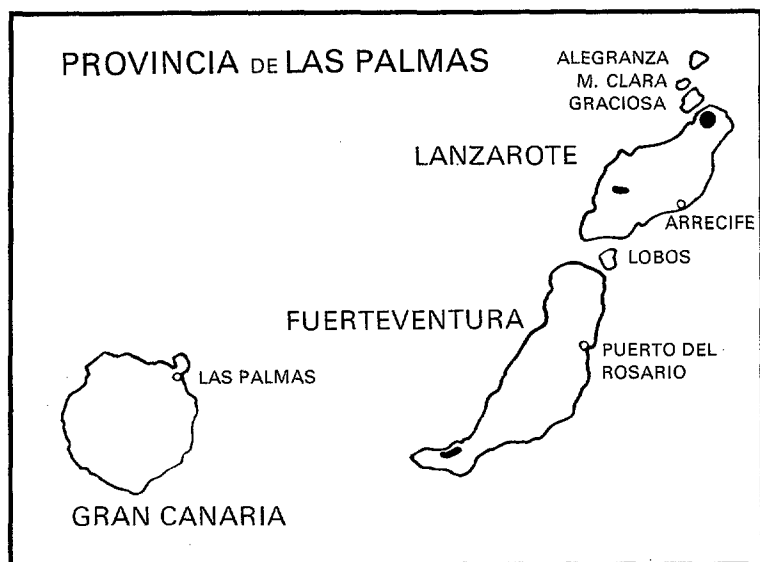 PROVINCIA DE LAS PALMAS
ALEGRANZA
M. CLARA
GRACIOSA
LANZAROTE
ARRECIFE
LOBOS
FUERTEVENTURA
PUERTO DEL
ROSARIO
LAS PALMAS
GRAN CANARIA